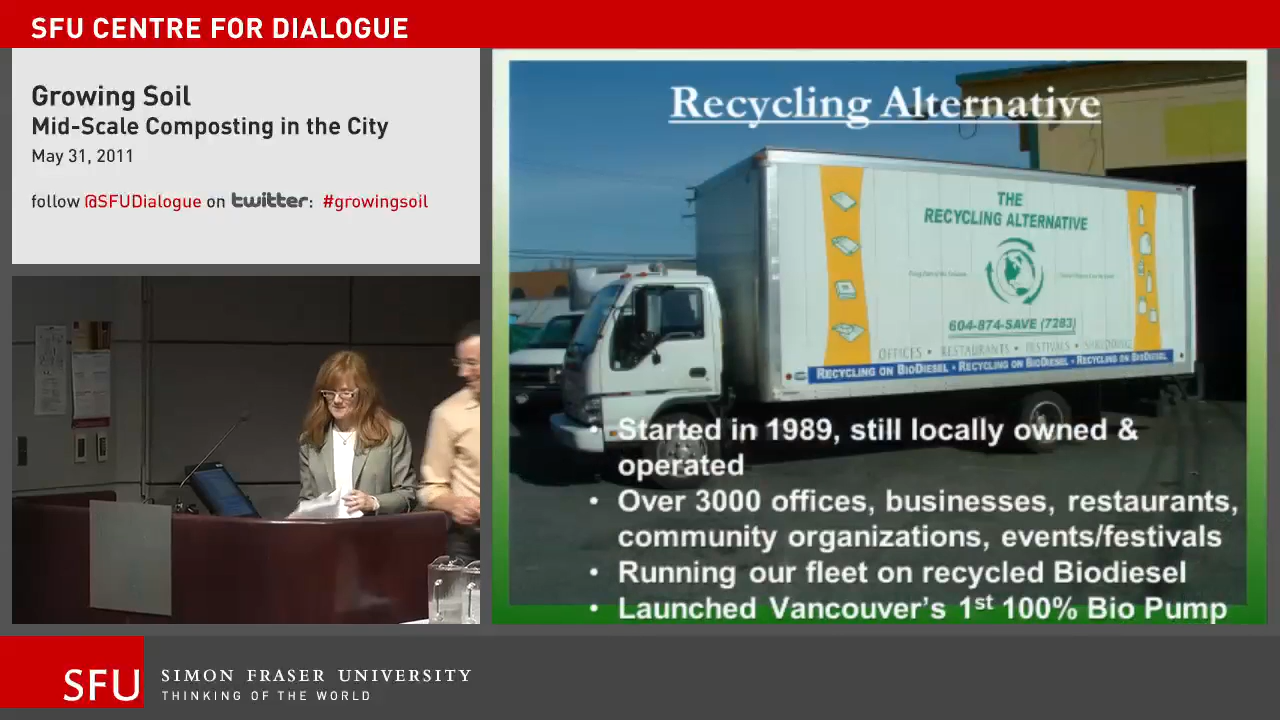 SFU CENTRE FOR DIALOGUE
Growing Soil
Mid-Scale Composting in the City
May 31, 2011
follow @SFUDialogue on twitter: #growingsoil
Recycling Alternative
THE
RECYCLING ALTERNATIVE
604-874-SAVE (7283)
OFFICES • RESTAURANTS • FESTIVALS • SHREDDING
RECYCLING ON BIODIESEL • RECYCLING ON BIODIESEL • RECYCLING ON BIODIESEL
• Started in 1989, still locally owned &
operated
• Over 3000 offices, businesses, restaurants,
community organizations, events/festivals
• Running our fleet on recycled Biodiesel
• Launched Vancouver's 1st 100% Bio Pump
SFU SIMON FRASER UNIVERSITY
THINKING OF THE WORLD